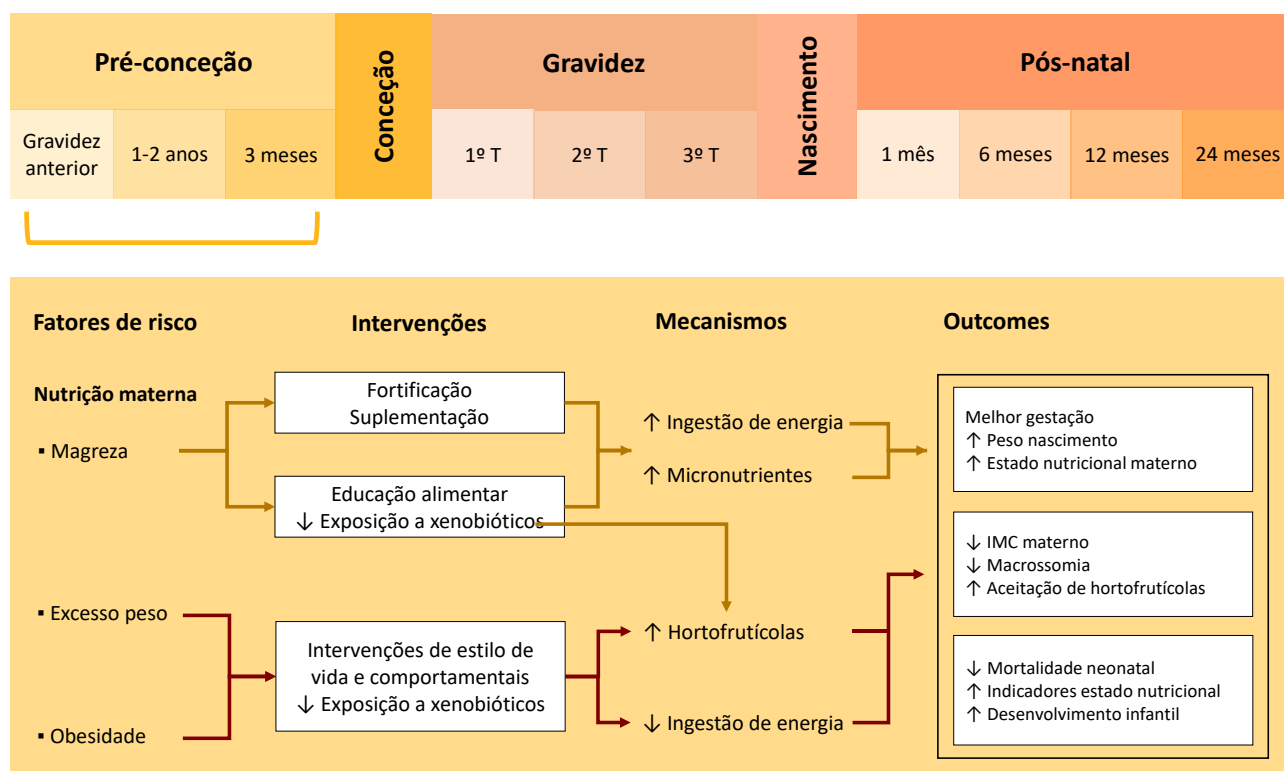 Pré-conceção
Conceção
Gravidez
Nascimento
Pós-natal
Gravidez
anterior
1-2 anos
3 meses
1º T
2º T
3º T
1 mês
6 meses
12 meses
24 meses
Fatores de risco
Intervenções
Mecanismos
Outcomes
Nutrição materna
▪ Magreza
▪ Excesso peso
▪ Obesidade
Fortificação
Suplementação
Educação alimentar
↓ Exposição a xenobióticos
Intervenções de estilo de
vida e comportamentais
↓ Exposição a xenobióticos
↑ Ingestão de energia
↑ Micronutrientes
↑ Hortofrutícolas
↓ Ingestão de energia
Melhor gestação
↑ Peso nascimento
↑ Estado nutricional materno
↓ IMC materno
↓ Macrossomia
↑ Aceitação de hortofrutícolas
↓ Mortalidade neonatal
↑ Indicadores estado nutricional
↑ Desenvolvimento infantil